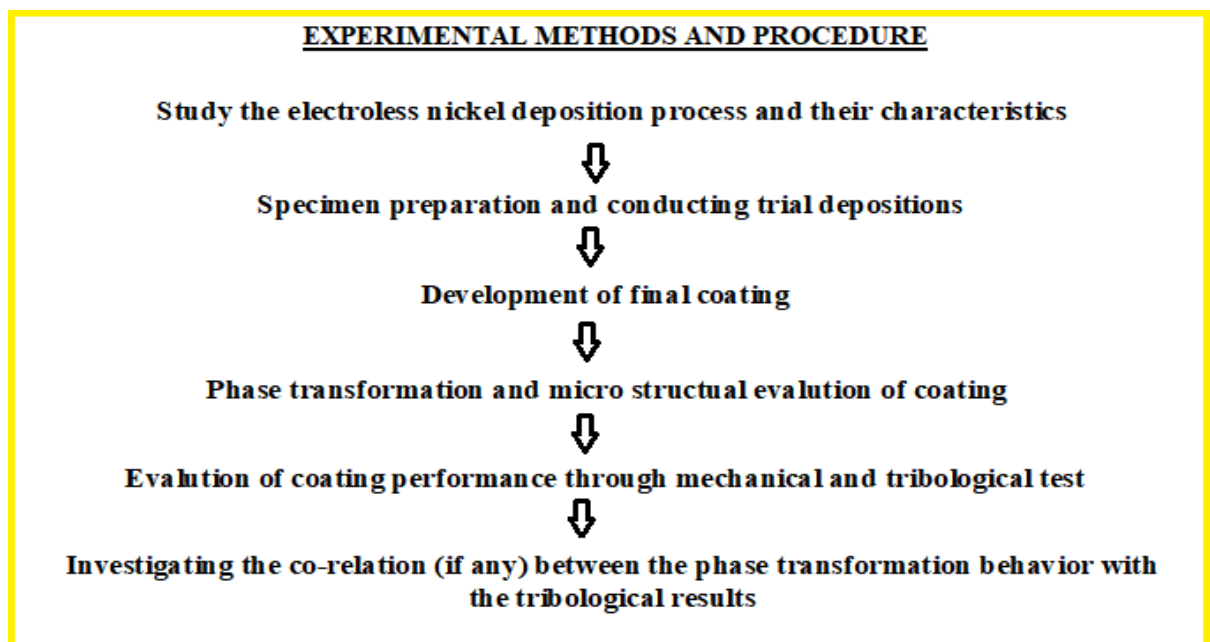 EXPERIMENTAL METHODS AND PROCEDURE
Study the electroless nickel deposition process and their characteristics
Specimen preparation and conducting trial depositions
Development of final coating
Phase transformation and micro structual evalution of coating
Evalution of coating performance through mechanical and tribological test
Investigating the co-relation (if any) between the phase transformation behavior with
the tribological results